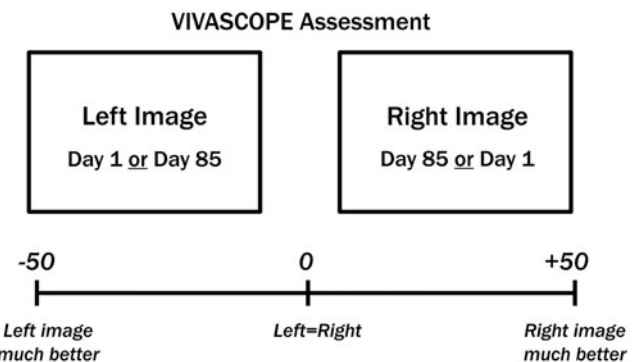 VIVASCOPE Assessment
Left Image
Day 1 or Day 85
Right Image
Day 85 or Day 1
-50
0
+50
Left image
much better
Left=Right
Right image
much better